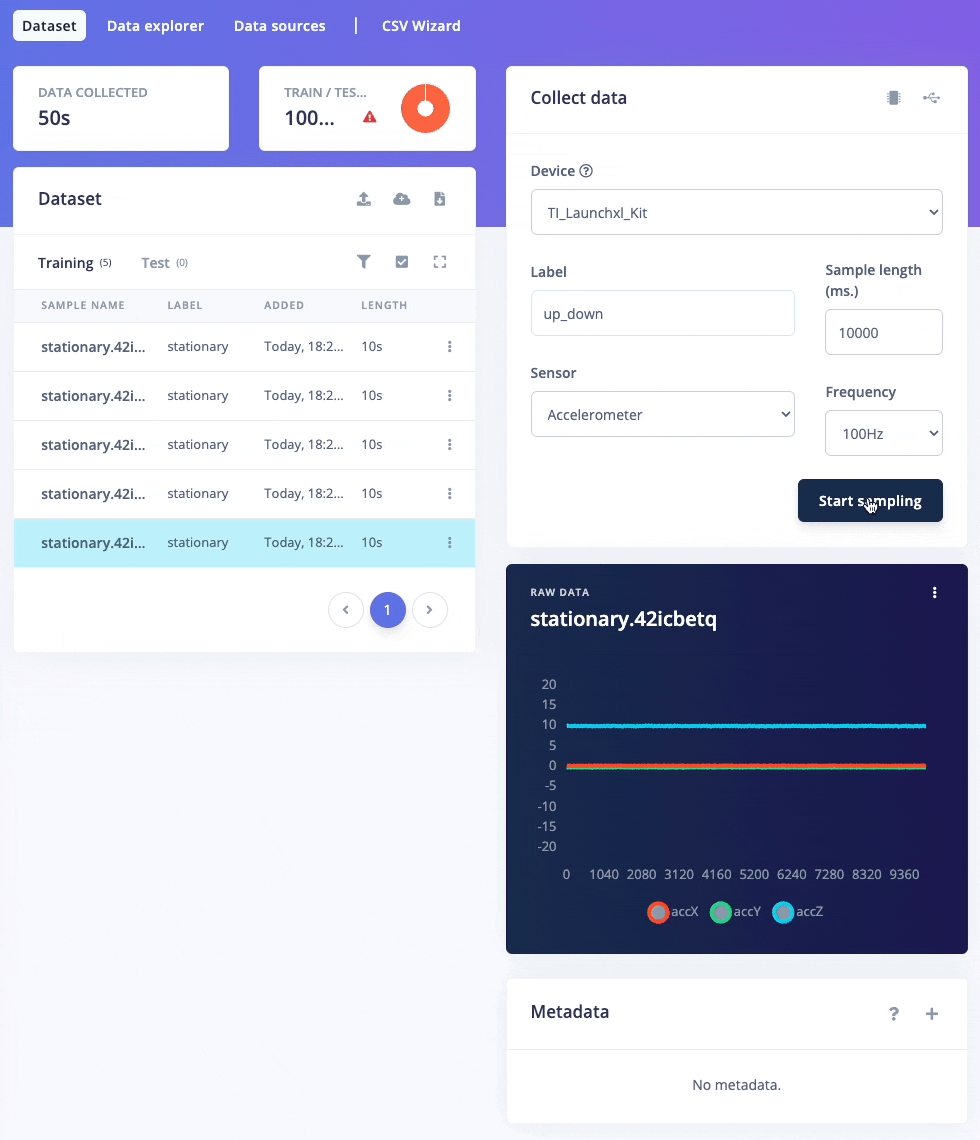 Dataset Data explorer Data sources | CSV Wizard
DATA COLLECTED
50s
TRAIN / TES...
100...
Dataset
Training (5) Test (0)
SAMPLE NAME LABEL ADDED LENGTH
stationary.42i... stationary Today, 18:2... 10s
stationary.42i... stationary Today, 18:2... 10s
stationary.42i... stationary Today, 18:2... 10s
stationary.42i... stationary Today, 18:2... 10s
stationary.42i... stationary Today, 18:2... 10s
1
Collect data
Device ?
TI_Launchxl_Kit
Label
up_down
Sample length
(ms.)
10000
Sensor
Accelerometer
Frequency
100Hz
Start sampling
RAW DATA
stationary.42icbetq
20
15
10
5
0
-5
-10
-15
-20
0 1040 2080 3120 4160 5200 6240 7280 8320 9360
accX accY accZ
Metadata
? +
No metadata.